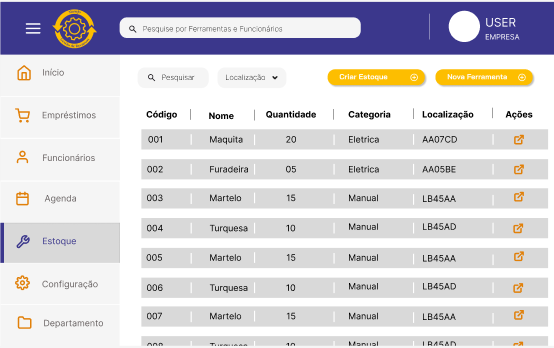 Pesquise por Ferramentas e Funcionários
USER
EMPRESA
Início
Empréstimos
Funcionários
Agenda
Estoque
Configuração
Departamento
Pesquisar
Localização
Criar Estoque
Nova Ferramenta
Código | Nome | Quantidade | Categoria | Localização | Ações
001 Maquita 20 Eletrica AA07CD
002 Furadeira 05 Eletrica AA05BE
003 Martelo 15 Manual LB45AA
004 Turquesa 10 Manual LB45AD
005 Martelo 15 Manual LB45AA
006 Turquesa 10 Manual LB45AD
007 Martelo 15 Manual LB45AA
008 Turquesa 10 Manual LB45AD